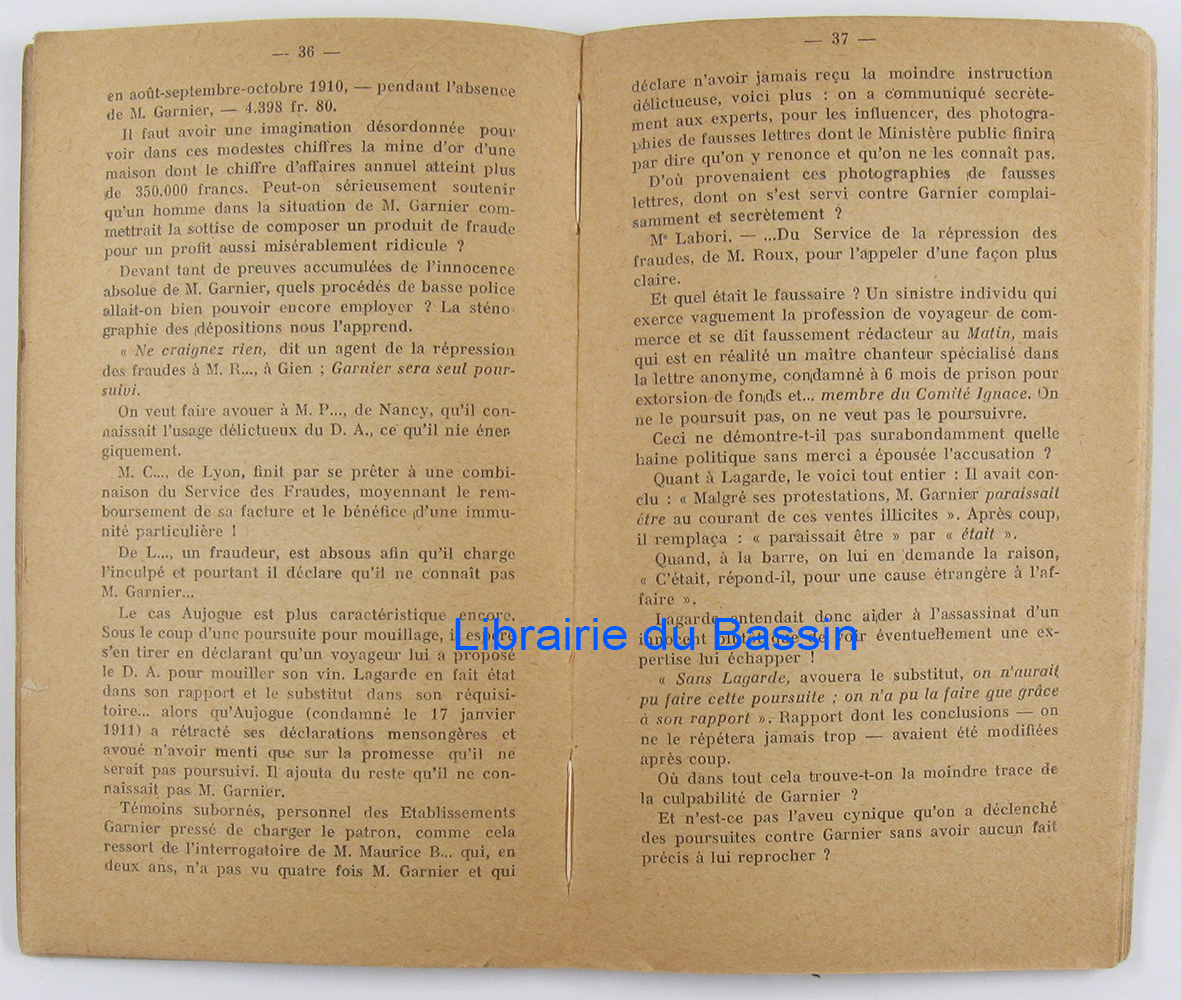 — 36 —
en août-septembre-octobre 1910, — pendant l'absence
de M. Garnier, — 4.398 fr. 80.
Il faut avoir une imagination désordonnée pour
voir dans ces modestes chiffres la mine d'or d'une
maison dont le chiffre d'affaires annuel atteint plus
de 350.000 francs. Peut-on sérieusement soutenir
qu'un homme dans la situation de M. Garnier com-
mettrait la sottise de composer un produit de fraude
pour un profit aussi misérablement ridicule ?
Devant tant de preuves accumulées de l'innocence
absolue de M. Garnier, quels procédés de basse police
allait-on bien pouvoir encore employer ? La sténo-
graphie des dépositions nous l'apprend.
« Ne craignez rien, dit un agent de la répression
des fraudes à M. R..., à Gien ; Garnier sera seul pour-
suivi.
On veut faire avouer à M. P..., de Nancy, qu'il con-
naissait l'usage délictueux du D. A., ce qu'il nie éner-
giquement.
M. C..., de Lyon, finit par se prêter à une combi-
naison du Service des Fraudes, moyennant le rem-
boursement de sa facture et le bénéfice d'une immu-
nité particulière !
De L..., un fraudeur, est absous afin qu'il charge
l'inculpé et pourtant il déclare qu'il ne connaît pas
M. Garnier...
Le cas Aujogue est plus caractéristique encore.
Sous le coup d'une poursuite pour mouillage, il espère
s'en tirer en déclarant qu'un voyageur lui a proposé
le D. A. pour mouiller son vin. Lagarde en fait état
dans son rapport et le substitut dans son réquisi-
toire... alors qu'Aujogue (condamné le 17 janvier
1911) a rétracté ses déclarations mensongères et
avoué n'avoir menti que sur la promesse qu'il ne
serait pas poursuivi. Il ajouta du reste qu'il ne con-
naissait pas M. Garnier.
Témoins subornés, personnel des Etablissements
Garnier pressé de charger le patron, comme cela
ressort de l'interrogatoire de M. Maurice B... qui, en
deux ans, n'a pas vu quatre fois M. Garnier et qui
— 37 —
déclare n'avoir jamais reçu la moindre instruction
délictueuse, voici plus : on a communiqué secrète-
ment aux experts, pour les influencer, des photogra-
phies de fausses lettres dont le Ministère public finira
par dire qu'on y renonce et qu'on ne les connaît pas.
D'où provenaient ces photographies de fausses
lettres, dont on s'est servi contre Garnier complai-
samment et secrètement ?
Me Labori. — ...Du Service de la répression des
fraudes, de M. Roux, pour l'appeler d'une façon plus
claire.
Et quel était le faussaire ? Un sinistre individu qui
exerce vaguement la profession de voyageur de com-
merce et se dit faussement rédacteur au Matin, mais
qui est en réalité un maître chanteur spécialisé dans
la lettre anonyme, condamné à 6 mois de prison pour
extorsion de fonds et... membre du Comité Ignace. On
ne le poursuit pas, on ne veut pas le poursuivre.
Ceci ne démontre-t-il pas surabondamment quelle
haine politique sans merci a épousée l'accusation ?
Quant à Lagarde, le voici tout entier : Il avait con-
clu : « Malgré ses protestations, M. Garnier paraissait
être au courant de ces ventes illicites ». Après coup,
il remplaça : « paraissait être » par « était ».
Quand, à la barre, on lui en demande la raison,
« C'était, répond-il, pour une cause étrangère à l'af-
faire ».
Lagarde entendait donc aider à l'assassinat d'un
innocent plutôt que de voir éventuellement une ex-
pertise lui échapper !
« Sans Lagarde, avouera le substitut, on n'aurait
pu faire cette poursuite ; on n'a pu la faire que grâce
à son rapport ». Rapport dont les conclusions — on
ne le répétera jamais trop — avaient été modifiées
après coup.
Où dans tout cela trouve-t-on la moindre trace de
la culpabilité de Garnier ?
Et n'est-ce pas l'aveu cynique qu'on a déclenché
des poursuites contre Garnier sans avoir aucun fait
précis à lui reprocher ?
Librairie du Bassin